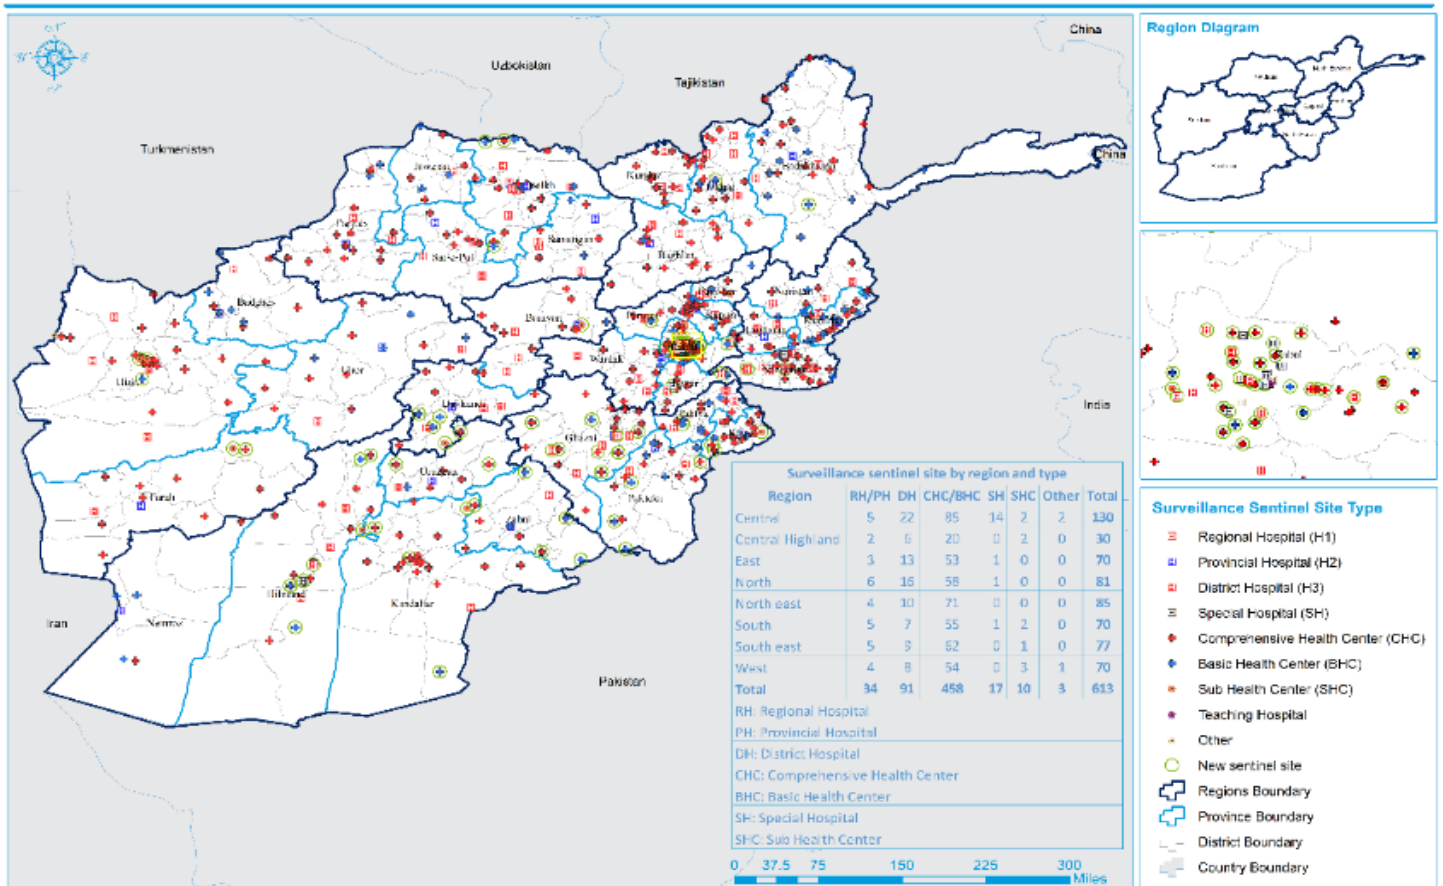 China
Uzbekistan
Tajikistan
Turkmenistan
China
Jawzjan
Balkh
Kunduz
Takhar
Badakhshan
Faryab
Sar-e-Pul
Samangan
Baghlan
Badghis
Bamyan
Nuristan
Hirat
Ghor
Wardak
Logar
Ghazni
Paktya
India
Farah
Paktika
Zabul
Hilmand
Kandahar
Nimroz
Iran
Pakistan
Surveillance sentinel site by region and type
Region RH/PH DH CHC/BHC SH SHC Other Total
Central 5 22 85 14 2 2 130
Central Highland 2 6 20 0 2 0 30
East 3 13 53 1 0 0 70
North 6 16 58 1 0 0 81
North east 4 10 71 0 0 0 85
South 5 7 55 1 2 0 70
South east 5 9 62 0 1 0 77
West 4 8 54 0 3 1 70
Total 34 91 458 17 10 3 613
RH: Regional Hospital
PH: Provincial Hospital
DH: District Hospital
CHC: Comprehensive Health Center
BHC: Basic Health Center
SH: Special Hospital
SHC: Sub Health Center
0 37.5 75 150 225 300
Miles
Region Diagram
Kabul
Surveillance Sentinel Site Type
Regional Hospital (H1)
Provincial Hospital (H2)
District Hospital (H3)
Special Hospital (SH)
Comprehensive Health Center (CHC)
Basic Health Center (BHC)
Sub Health Center (SHC)
Teaching Hospital
Other
New sentinel site
Regions Boundary
Province Boundary
District Boundary
Country Boundary